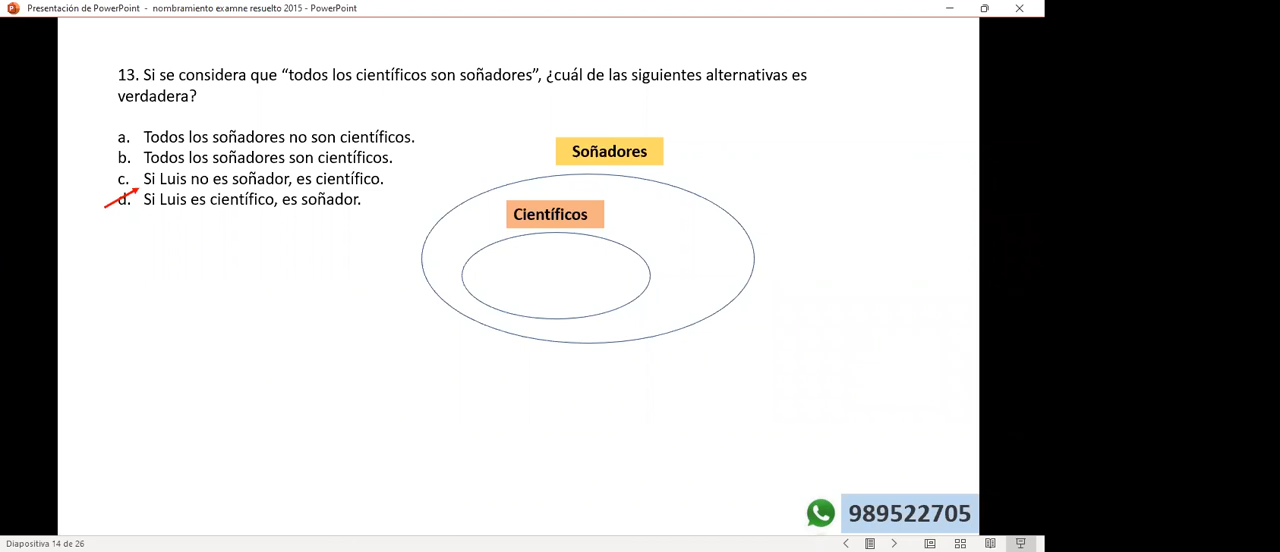 Presentación de PowerPoint - nombramiento examne resuelto 2015 - PowerPoint
13. Si se considera que “todos los científicos son soñadores”, ¿cuál de las siguientes alternativas es
verdadera?
a. Todos los soñadores no son científicos.
b. Todos los soñadores son científicos.
c. Si Luis no es soñador, es científico.
d. Si Luis es científico, es soñador.
Soñadores
Científicos
989522705
Diapositiva 14 de 26